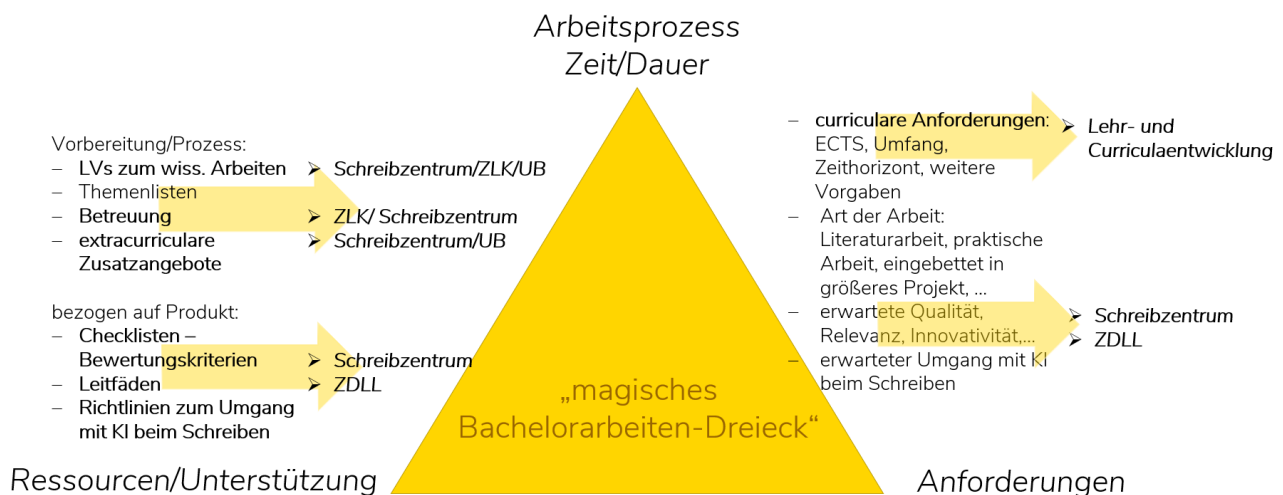 Arbeitsprozess
Zeit/Dauer
Vorbereitung/Prozess:
– LVs zum wiss. Arbeiten ➢ Schreibzentrum/ZLK/UB
– Themenlisten
– Betreuung ➢ ZLK/ Schreibzentrum
– extracurriculare ➢ Schreibzentrum/UB
Zusatzangebote
bezogen auf Produkt:
– Checklisten –
Bewertungskriterien ➢ Schreibzentrum
– Leitfäden ➢ ZDLL
– Richtlinien zum Umgang
mit KI beim Schreiben
– curriculare Anforderungen:
ECTS, Umfang,
Zeithorizont, weitere
Vorgaben
– Art der Arbeit:
Literaturarbeit, praktische
Arbeit, eingebettet in
größeres Projekt, ...
– erwartete Qualität,
Relevanz, Innovativität,...
– erwarteter Umgang mit KI
beim Schreiben
➢ Lehr- und
Curriculaentwicklung
➢ Schreibzentrum
➢ ZDLL
„magisches
Bachelorarbeiten-Dreieck“
Ressourcen/Unterstützung
Anforderungen